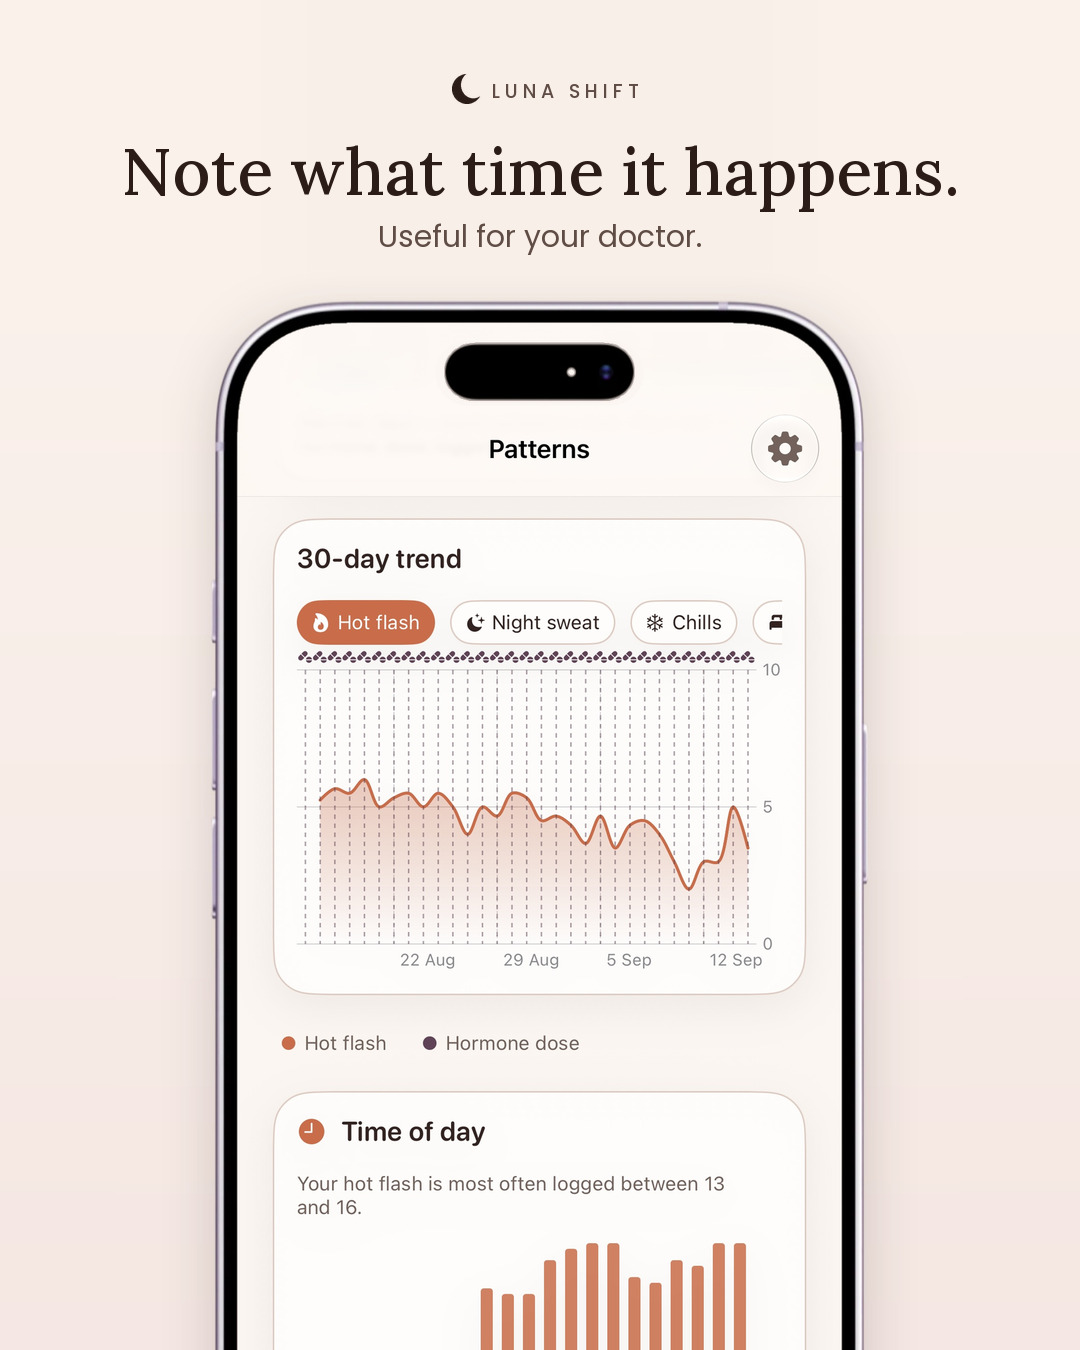 LUNA SHIFT
Note what time it happens.
Useful for your doctor.
Patterns
30-day trend
Hot flash
Night sweat
Chills
10
5
0
22 Aug
29 Aug
5 Sep
12 Sep
Hot flash
Hormone dose
Time of day
Your hot flash is most often logged between 13
and 16.